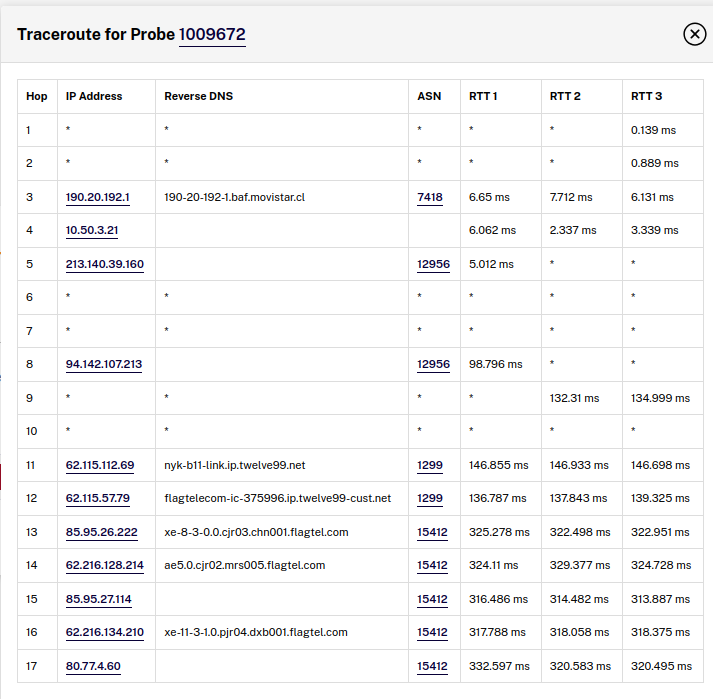 Traceroute for Probe 1009672
Hop IP Address Reverse DNS ASN RTT 1 RTT 2 RTT 3
1 * * * * * 0.139 ms
2 * * * * * 0.889 ms
3 190.20.192.1 190-20-192-1.baf.movistar.cl 7418 6.65 ms 7.712 ms 6.131 ms
4 10.50.3.21 6.062 ms 2.337 ms 3.339 ms
5 213.140.39.160 12956 5.012 ms * *
6 * * * * * *
7 * * * * * *
8 94.142.107.213 12956 98.796 ms * *
9 * * * * 132.31 ms 134.999 ms
10 * * * * * *
11 62.115.112.69 nyk-b11-link.ip.twelve99.net 1299 146.855 ms 146.933 ms 146.698 ms
12 62.115.57.79 flagtelecom-ic-375996.ip.twelve99-cust.net 1299 136.787 ms 137.843 ms 139.325 ms
13 85.95.26.222 xe-8-3-0.0.cjr03.chn001.flagtel.com 15412 325.278 ms 322.498 ms 322.951 ms
14 62.216.128.214 ae5.0.cjr02.mrs005.flagtel.com 15412 324.11 ms 329.377 ms 324.728 ms
15 85.95.27.114 15412 316.486 ms 314.482 ms 313.887 ms
16 62.216.134.210 xe-11-3-1.0.pjr04.dxb001.flagtel.com 15412 317.788 ms 318.058 ms 318.375 ms
17 80.77.4.60 15412 332.597 ms 320.583 ms 320.495 ms